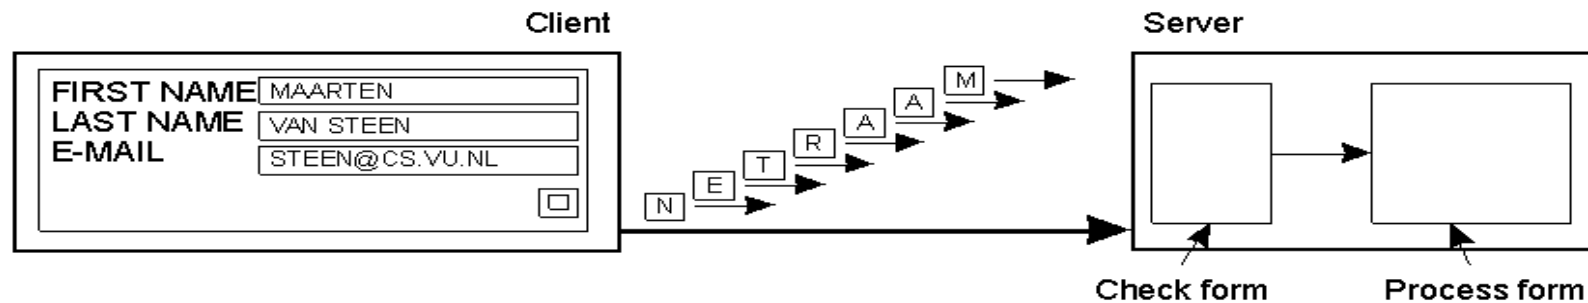 Client
Server
FIRST NAME MAARTEN
LAST NAME VAN STEEN
E-MAIL STEEN@CS.VU.NL
N E T R A A M
Check form
Process form